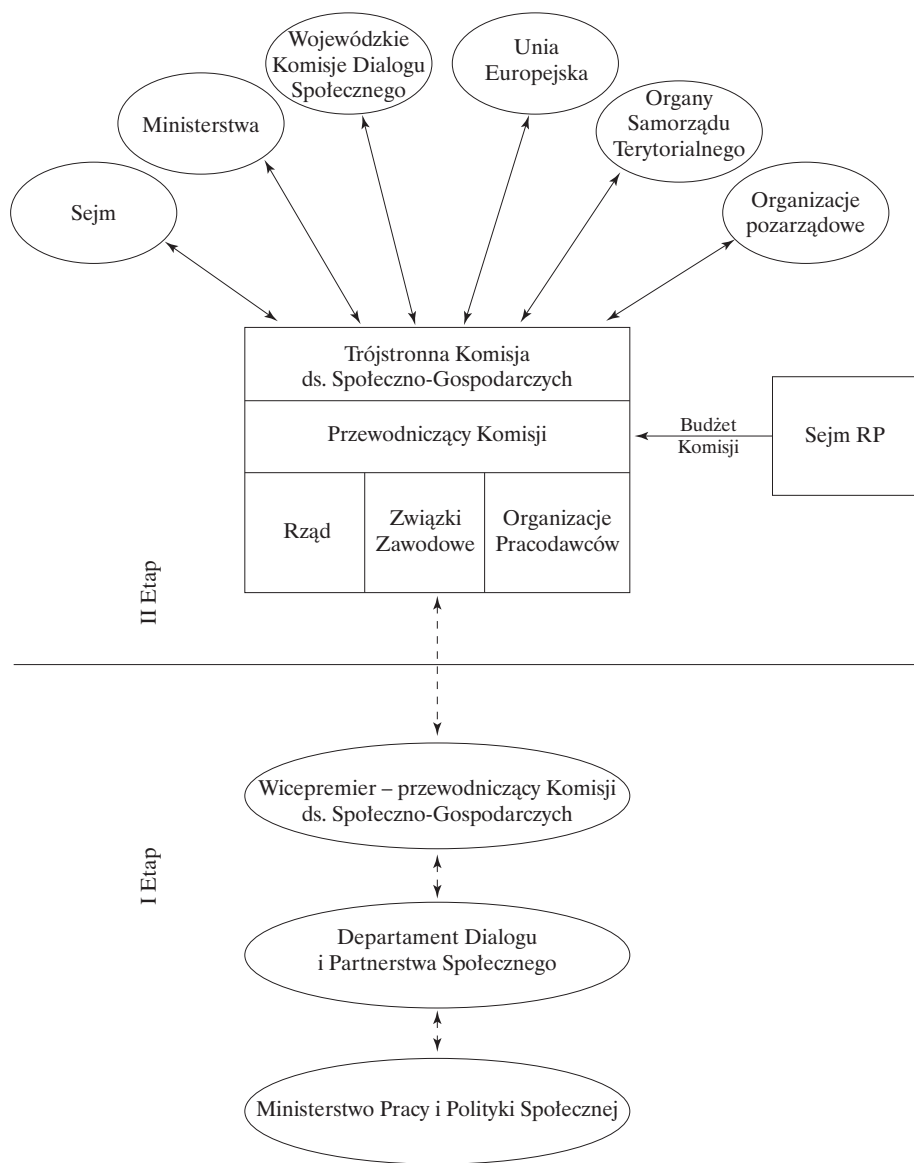 Wojewódzkie
Komisje Dialogu
Społecznego
Unia
Europejska
Ministerstwa
Organy
Samorządu
Terytorialnego
Sejm
Organizacje
pozarządowe
Trójstronna Komisja
ds. Społeczno-Gospodarczych
Przewodniczący Komisji
Budżet
Komisji
Sejm RP
Rząd
Związki
Zawodowe
Organizacje
Pracodawców
II Etap
Wicepremier – przewodniczący Komisji
ds. Społeczno-Gospodarczych
I Etap
Departament Dialogu
i Partnerstwa Społecznego
Ministerstwo Pracy i Polityki Społecznej